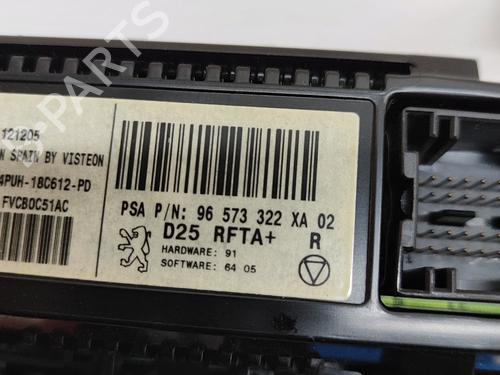 121205
N SPAIN BY VISTEON
4PUH-18C612-PD
FVCB0C51AC
PSA P/N: 96 573 322 XA 02
D25 RFTA+ R
HARDWARE: 91
SOFTWARE: 64 05